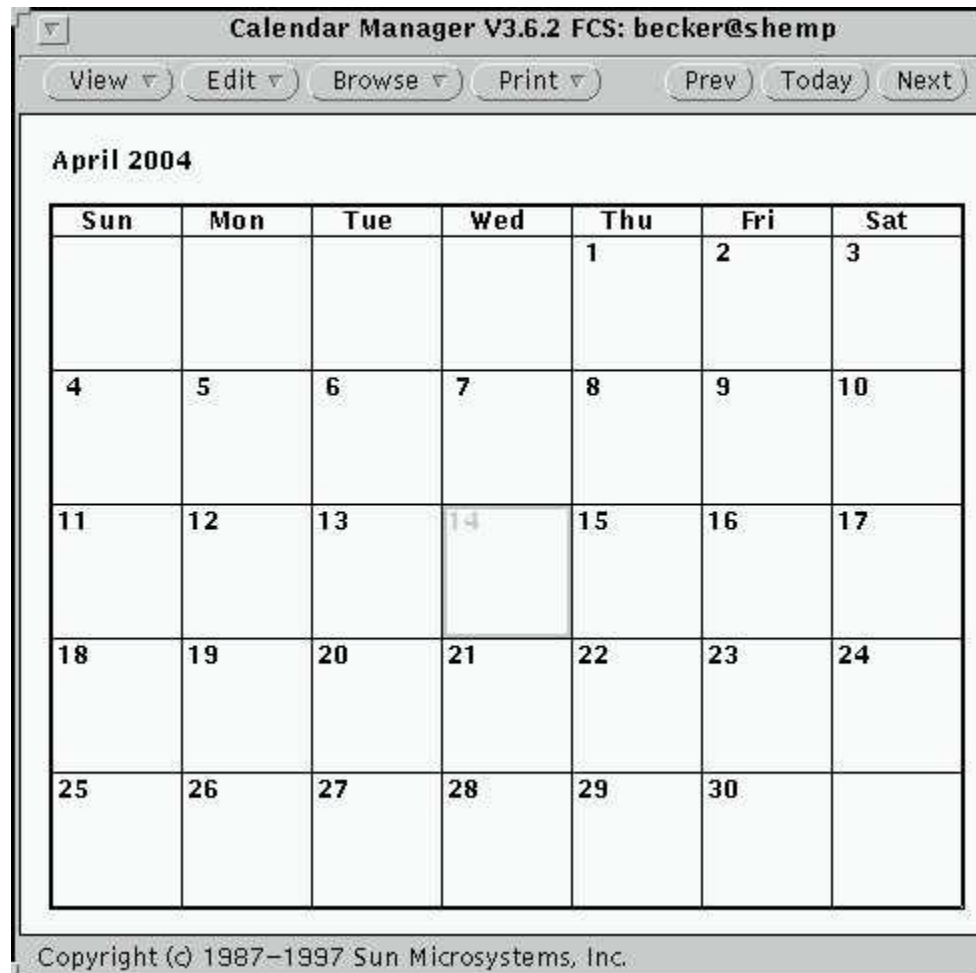 Calendar Manager V3.6.2 FCS: becker@shemp
View Edit Browse Print Prev Today Next
April 2004
Sun Mon Tue Wed Thu Fri Sat
1 2 3
4 5 6 7 8 9 10
11 12 13 14 15 16 17
18 19 20 21 22 23 24
25 26 27 28 29 30
Copyright (c) 1987-1997 Sun Microsystems, Inc.